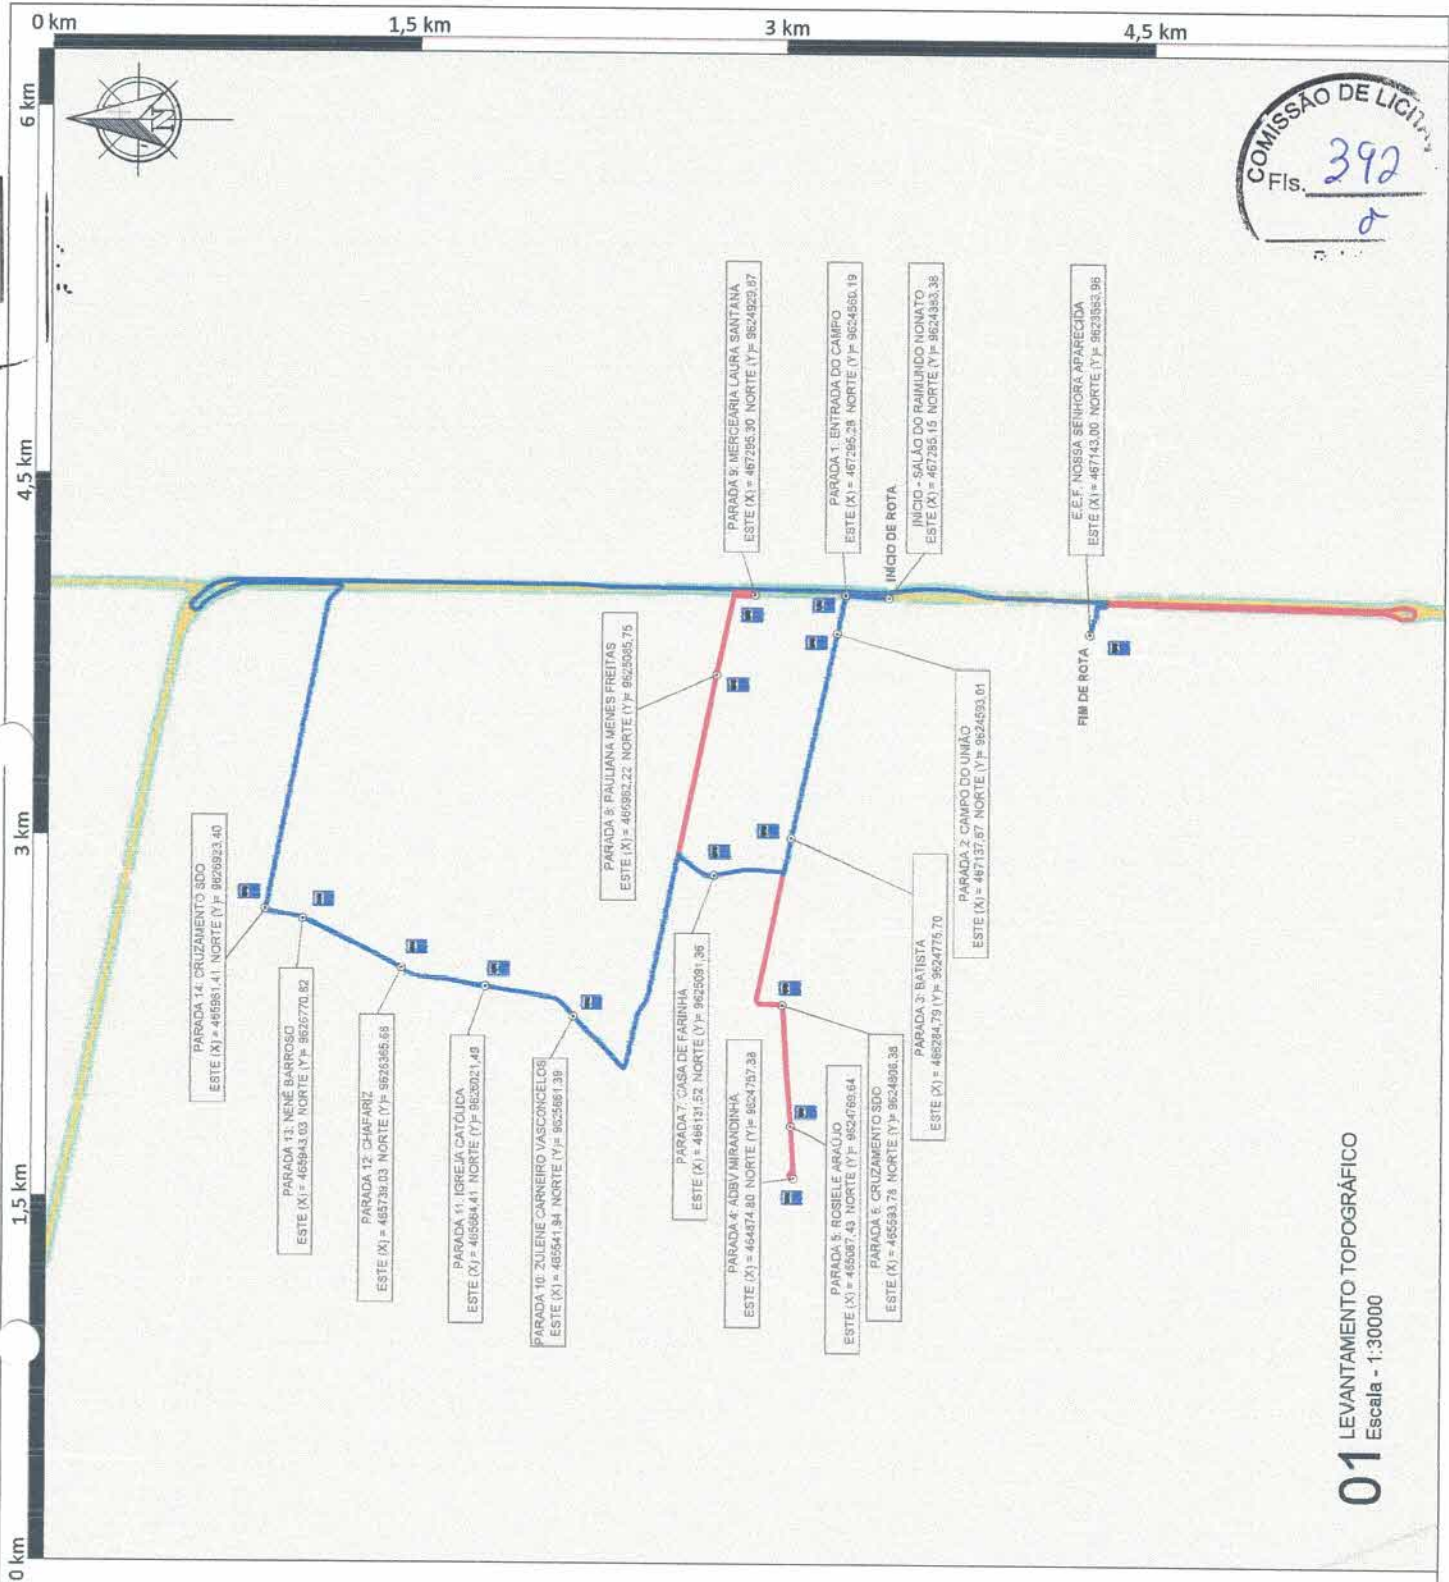 0 km
1,5 km
3 km
4,5 km
6 km
4,5 km
3 km
1,5 km
0 km
N
COMISSÃO DE LICITA
Fls. 392
PARADA 9: MERCEARIA LAURA SANTANA
ESTE (X) = 467295,30 NORTE (Y)= 9624929,87
PARADA 1: ENTRADA DO CAMPO
ESTE (X) = 467295,28 NORTE (Y)= 9624560,19
INÍCIO - SALÃO DO RAIMUNDO NONATO
ESTE (X) = 467285,15 NORTE (Y)= 9624383,38
INÍCIO DE ROTA
E.E.F. NOSSA SENHORA APARECIDA
ESTE (X) = 467143,00 NORTE (Y)= 9623563,96
FIM DE ROTA
PARADA 8: PAULIANA MENES FREITAS
ESTE (X) = 466962,22 NORTE (Y)= 9625085,75
PARADA 2: CAMPO DO UNIÃO
ESTE (X) = 467137,67 NORTE (Y)= 9624593,01
PARADA 14: CRUZAMENTO SDO
ESTE (X) = 465981,41 NORTE (Y)= 9626923,40
PARADA 13: NENÊ BARROSO
ESTE (X) = 465943,03 NORTE (Y)= 9626770,82
PARADA 12: CHAFARIZ
ESTE (X) = 465739,03 NORTE (Y)= 9626365,68
PARADA 11: IGREJA CATÓLICA
ESTE (X) = 465664,41 NORTE (Y)= 9626021,49
PARADA 10: ZULENE CARNEIRO VASCONCELOS
ESTE (X) = 465541,94 NORTE (Y)= 9625661,39
PARADA 7: CASA DE FARINHA
ESTE (X) = 466131,52 NORTE (Y)= 9625091,36
PARADA 4: ADBV MIRANDINHA
ESTE (X) = 464874,80 NORTE (Y)= 9624757,38
PARADA 5: ROSIELE ARAÚJO
ESTE (X) = 465087,43 NORTE (Y)= 9624769,64
PARADA 6: CRUZAMENTO SDO
ESTE (X) = 465593,78 NORTE (Y)= 9624806,38
PARADA 3: BATISTA
ESTE (X) = 466284,79 (Y)= 9624775,70
01 LEVANTAMENTO TOPOGRÁFICO
Escala - 1:30000